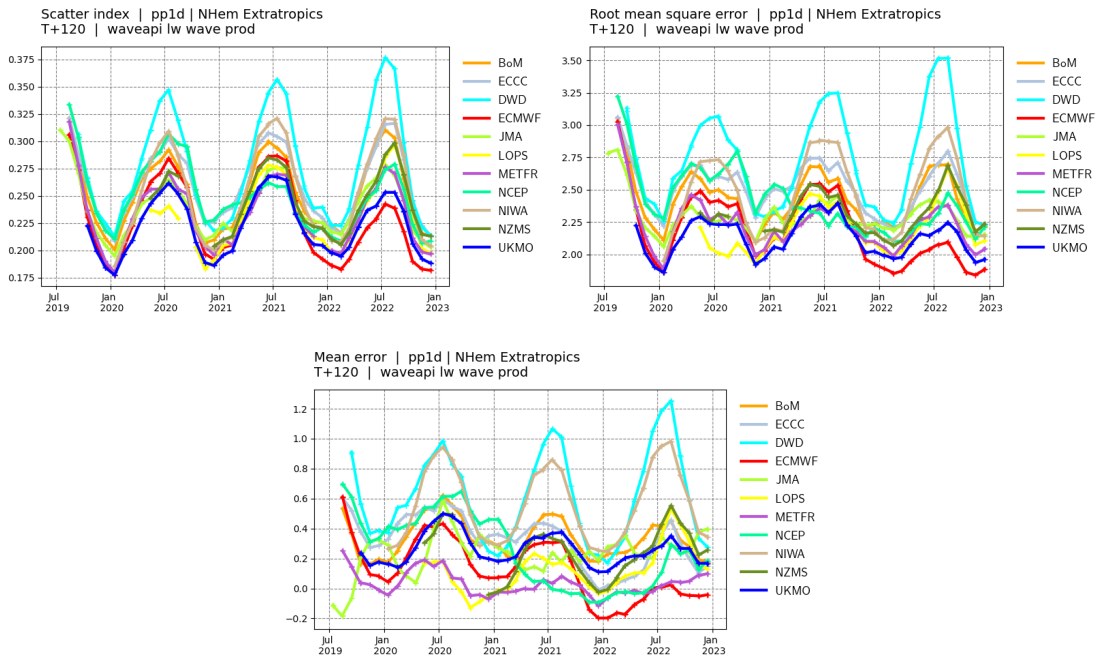 Scatter index | pp1d | NHem Extratropics
T+120 | waveapi lw wave prod
0.375
0.350
0.325
0.300
0.275
0.250
0.225
0.200
0.175
Jul 2019
Jan 2020
Jul 2020
Jan 2021
Jul 2021
Jan 2022
Jul 2022
Jan 2023
BoM
ECCC
DWD
ECMWF
JMA
LOPS
METFR
NCEP
NIWA
NZMS
UKMO
Root mean square error | pp1d | NHem Extratropics
T+120 | waveapi lw wave prod
3.50
3.25
3.00
2.75
2.50
2.25
2.00
Jul 2019
Jan 2020
Jul 2020
Jan 2021
Jul 2021
Jan 2022
Jul 2022
Jan 2023
BoM
ECCC
DWD
ECMWF
JMA
LOPS
METFR
NCEP
NIWA
NZMS
UKMO
Mean error | pp1d | NHem Extratropics
T+120 | waveapi lw wave prod
1.2
1.0
0.8
0.6
0.4
0.2
0.0
−0.2
Jul 2019
Jan 2020
Jul 2020
Jan 2021
Jul 2021
Jan 2022
Jul 2022
Jan 2023
BoM
ECCC
DWD
ECMWF
JMA
LOPS
METFR
NCEP
NIWA
NZMS
UKMO